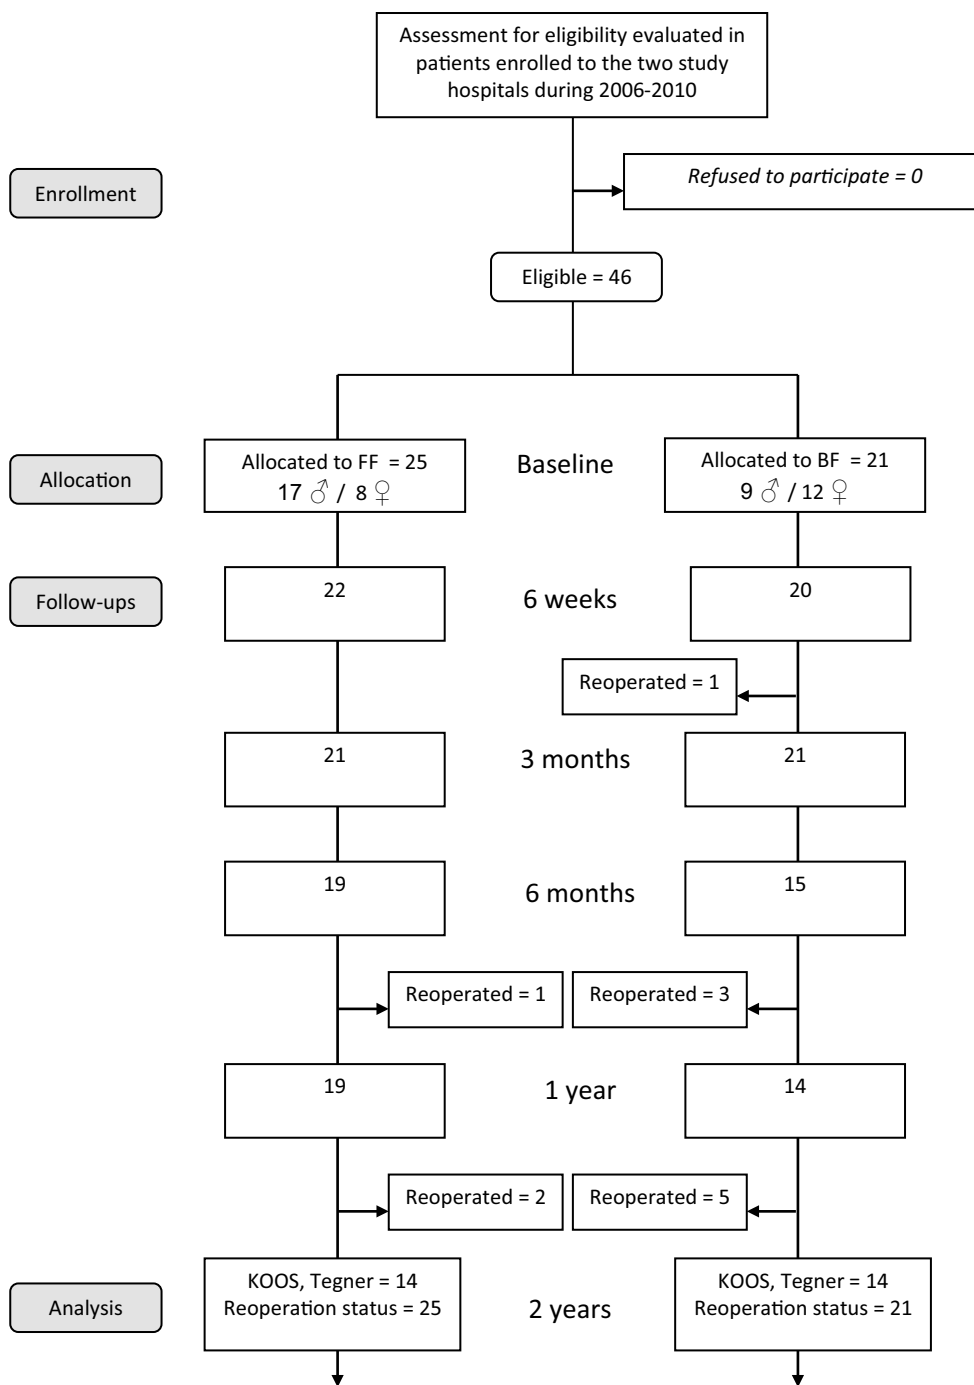 Assessment for eligibility evaluated in
patients enrolled to the two study
hospitals during 2006-2010
Enrollment
Refused to participate = 0
Eligible = 46
Allocation
Allocated to FF = 25
17 ♂ / 8 ♀
Baseline
Allocated to BF = 21
9 ♂ / 12 ♀
Follow-ups
22
6 weeks
20
Reoperated = 1
21
3 months
21
19
6 months
15
Reoperated = 1
Reoperated = 3
19
1 year
14
Reoperated = 2
Reoperated = 5
Analysis
KOOS, Tegner = 14
Reoperation status = 25
2 years
KOOS, Tegner = 14
Reoperation status = 21